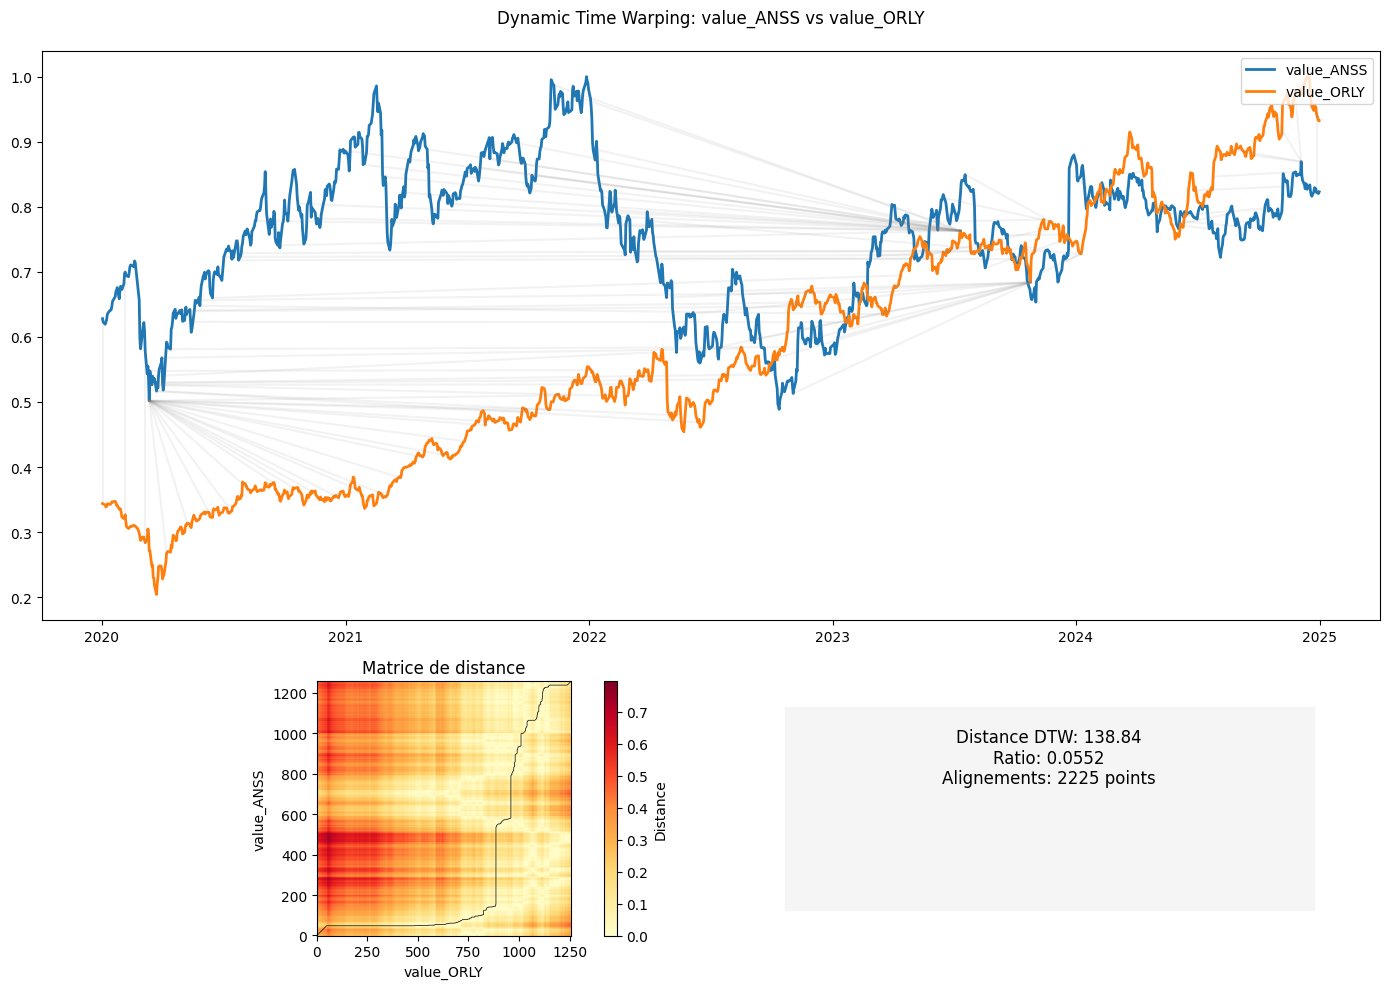 Dynamic Time Warping: value_ANSS vs value_ORLY
value_ANSS
value_ORLY
1.0
0.9
0.8
0.7
0.6
0.5
0.4
0.3
0.2
2020 2021 2022 2023 2024 2025
Matrice de distance
value_ANSS
1200
1000
800
600
400
200
0
0 250 500 750 1000 1250
value_ORLY
0.7
0.6
0.5
0.4
0.3
0.2
0.1
0.0
Distance
Distance DTW: 138.84
Ratio: 0.0552
Alignements: 2225 points